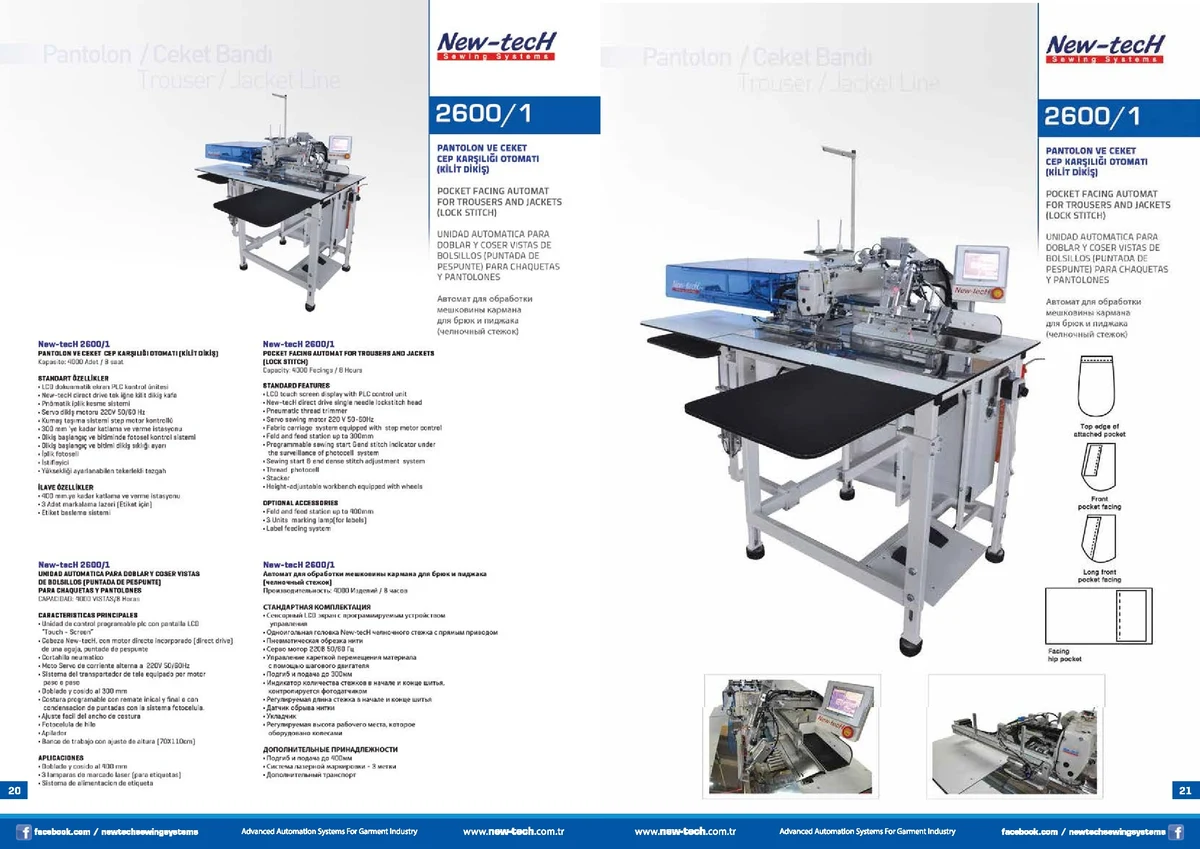 Pantolon / Ceket Bandı
Trouser / Jacket Line
New-tecH
Sewing Systems
2600/1
PANTOLON VE CEKET
CEP KARŞILIĞI OTOMATI
(KİLİT DİKİŞ)
POCKET FACING AUTOMAT
FOR TROUSERS AND JACKETS
(LOCK STITCH)
UNIDAD AUTOMATICA PARA
DOBLAR Y COSER VISTAS DE
BOLSILLOS (PUNTADA DE
PESPUNTE) PARA CHAQUETAS
Y PANTOLONES
Автомат для обработки
мешковины кармана
для брюк и пиджака
(челночный стежок)
New-tecH 2600/1
PANTOLON VE CEKET CEP KARŞILIĞI OTOMATI (KİLİT DİKİŞ)
Kapasite: 4000 Adet / 8 saat
STANDART ÖZELLİKLER
• LCD dokunmatik ekran PLC kontrol ünitesi
• New-tecH direct drive tek iğne kilit dikiş kafa
• Pnömatik iplik kesme sistemi
• Servo dikiş motoru 220V 50/60 Hz
• Kumaş taşıma sistemi step motor kontrollü
• 300 mm 'ye kadar katlama ve verme istasyonu
• Dikiş başlangıç ve bitiminde fotosel kontrol sistemi
• Dikiş başlangıç ve bitimi dikiş sıklığı ayarı
• İplik fotoseli
• İstifleyici
• Yüksekliği ayarlanabilen tekerlekli tezgah
İLAVE ÖZELLİKLER
• 400 mm ye kadar katlama ve verme istasyonu
• 3 Adet markalama lazeri (Etiket için)
• Etiket besleme sistemi
New-tecH 2600/1
POCKET FACING AUTOMAT FOR TROUSERS AND JACKETS
(LOCK STITCH)
Capacity: 4000 Facings / 8 Hours
STANDARD FEATURES
• LCD touch screen display with PLC control unit
• New-tecH direct drive single needle lockstitch head
• Pneumatic thread trimmer
• Servo sewing motor 220 V 50-60Hz
• Fabric carriage system equipped with step motor control
• Fold and feed station up to 300mm
• Programmable sewing start &end stitch indicator under
the surveillance of photocell system
• Sewing start & end dense stitch adjustment system
• Thread photocell
• Stacker
• Height-adjustable workbench equipped with wheels
OPTIONAL ACCESSORIES
• Fold and feed station up to 400mm
• 3 Units marking lamp(for labels)
• Label feeding system
New-tecH 2600/1
UNIDAD AUTOMATICA PARA DOBLAR Y COSER VISTAS
DE BOLSILLOS (PUNTADA DE PESPUNTE)
PARA CHAQUETAS Y PANTOLONES
CAPACIDAD: 4000 VISTAS/8 Horas
CARACTERISTICAS PRINCIPALES
• Unidad de control programable plc con pantalla LCD
"Touch - Screen"
• Cabeza New-tecH, con motor directo incorporado (direct drive)
de una aguja, puntada de pespunte
• Cortahilo neumatico
• Moto Servo de corriente alterna a 220V 50/60Hz
• Sistema del transportador de tela equipado por motor
paso a paso
• Doblado y cosido al 300 mm
• Costura programable con remate inical y final o con
condensacion de puntadas con la sistema fotocelula.
• Ajuste facil del ancho de costura
• Fotocelula de hilo
• Apilador
• Banco de trabajo con ajuste de altura (70X110cm)
APLICACIONES
• Doblado y cosido al 400 mm
• 3 lamparas de marcado laser (para etiquetas)
• Sistema de alimentacion de etiqueta
New-tecH 2600/1
Автомат для обработки мешковины кармана для брюк и пиджака
(челночный стежок)
Производительность: 4000 Изделий / 8 часов
СТАНДАРТНАЯ КОМПЛЕКТАЦИЯ
• Сенсорный LCD экран с программируемым устройством
управления
• Одноигольная головка New-tecH челночного стежка с прямым приводом
• Пневматическая обрезка нити
• Серво мотор 220В 50/60 Гц
• Управление кареткой перемещения материала
с помощью шагового двигателя
• Подгиб и подача до 300мм
• Индикатор количества стежков в начале и конце шитья,
контролируется фотодатчиком
• Регулируемая длина стежка в начале и конце шитья
• Датчик обрыва нитки
• Укладчик
• Регулируемая высота рабочего места, которое
оборудовано колесами
ДОПОЛНИТЕЛЬНЫЕ ПРИНАДЛЕЖНОСТИ
• Подгиб и подача до 400мм
• Система лазерной маркировки - 3 метки
• Дополнительный транспорт
20
facebook.com / newtechsewingsystems
Advanced Automation Systems For Garment Industry
www.new-tech.com.tr
Pantolon / Ceket Bandı
Trouser / Jacket Line
New-tecH
Sewing Systems
2600/1
PANTOLON VE CEKET
CEP KARŞILIĞI OTOMATI
(KİLİT DİKİŞ)
POCKET FACING AUTOMAT
FOR TROUSERS AND JACKETS
(LOCK STITCH)
UNIDAD AUTOMATICA PARA
DOBLAR Y COSER VISTAS DE
BOLSILLOS (PUNTADA DE
PESPUNTE) PARA CHAQUETAS
Y PANTOLONES
Автомат для обработки
мешковины кармана
для брюк и пиджака
(челночный стежок)
New-tecH
New-tecH
Top edge of
attached pocket
Front
pocket facing
Long front
pocket facing
Facing
hip pocket
New-tecH
New-tecH
21
www.new-tech.com.tr
Advanced Automation Systems For Garment Industry
facebook.com / newtechsewingsystems